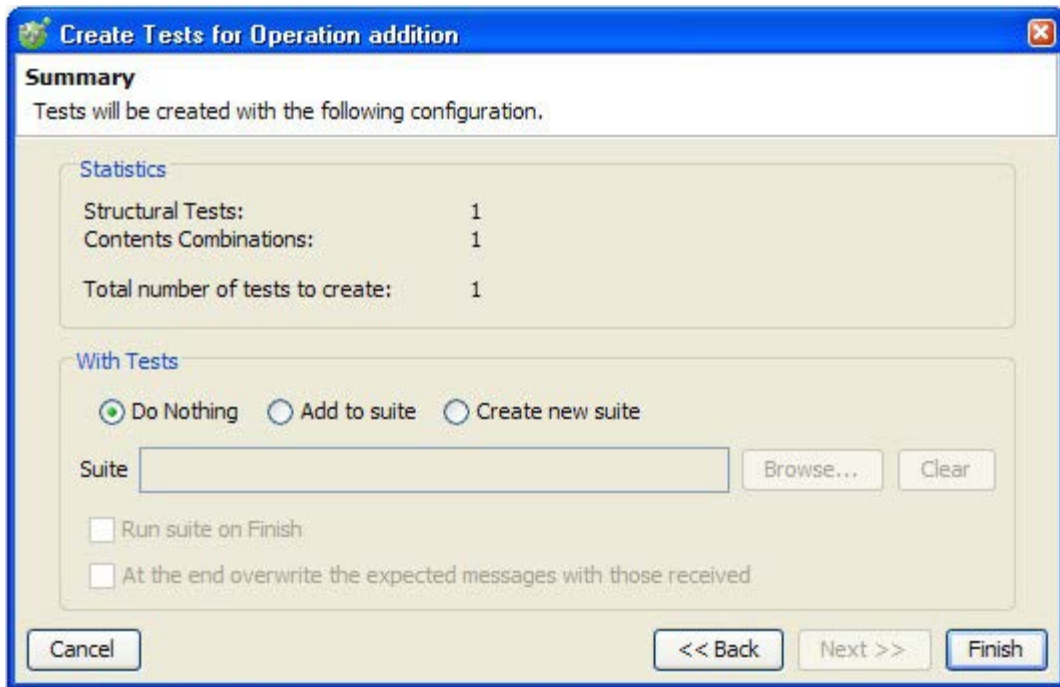 Create Tests for Operation addition
Summary
Tests will be created with the following configuration.
Statistics
Structural Tests: 1
Contents Combinations: 1
Total number of tests to create: 1
With Tests
Do Nothing Add to suite Create new suite
Suite Browse... Clear
Run suite on Finish
At the end overwrite the expected messages with those received
Cancel << Back Next >> Finish